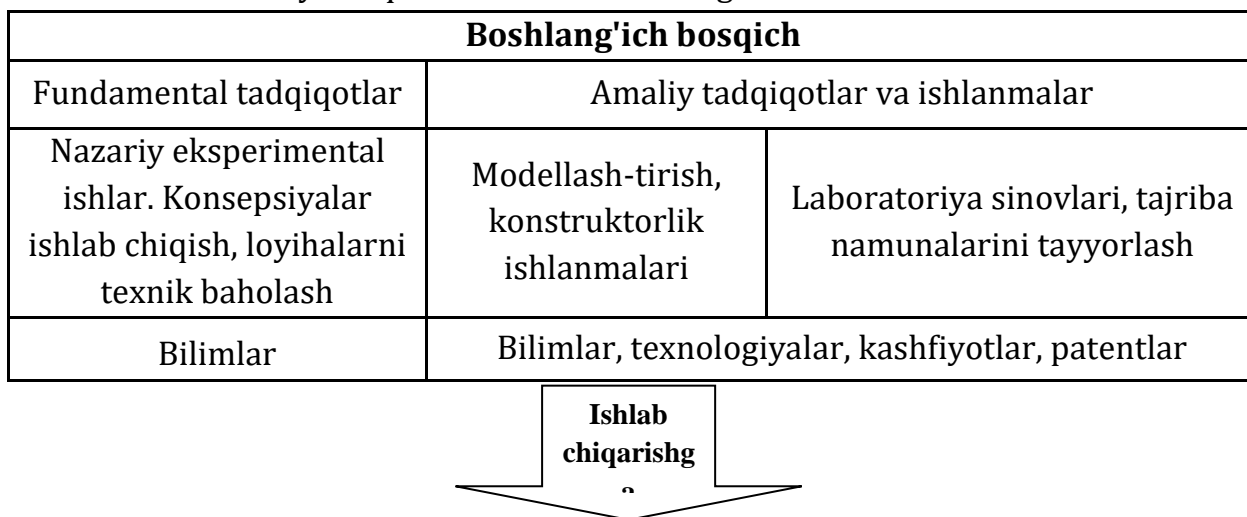 Boshlang'ich bosqich
Fundamental tadqiqotlar
Amaliy tadqiqotlar va ishlanmalar
Nazariy eksperimental
ishlar. Konsepsiyalar
ishlab chiqish, loyihalarni
texnik baholash
Modellash-tirish,
konstruktorlik
ishlanmalari
Laboratoriya sinovlari, tajriba
namunalarini tayyorlash
Bilimlar
Bilimlar, texnologiyalar, kashfiyotlar, patentlar
Ishlab
chiqarishg